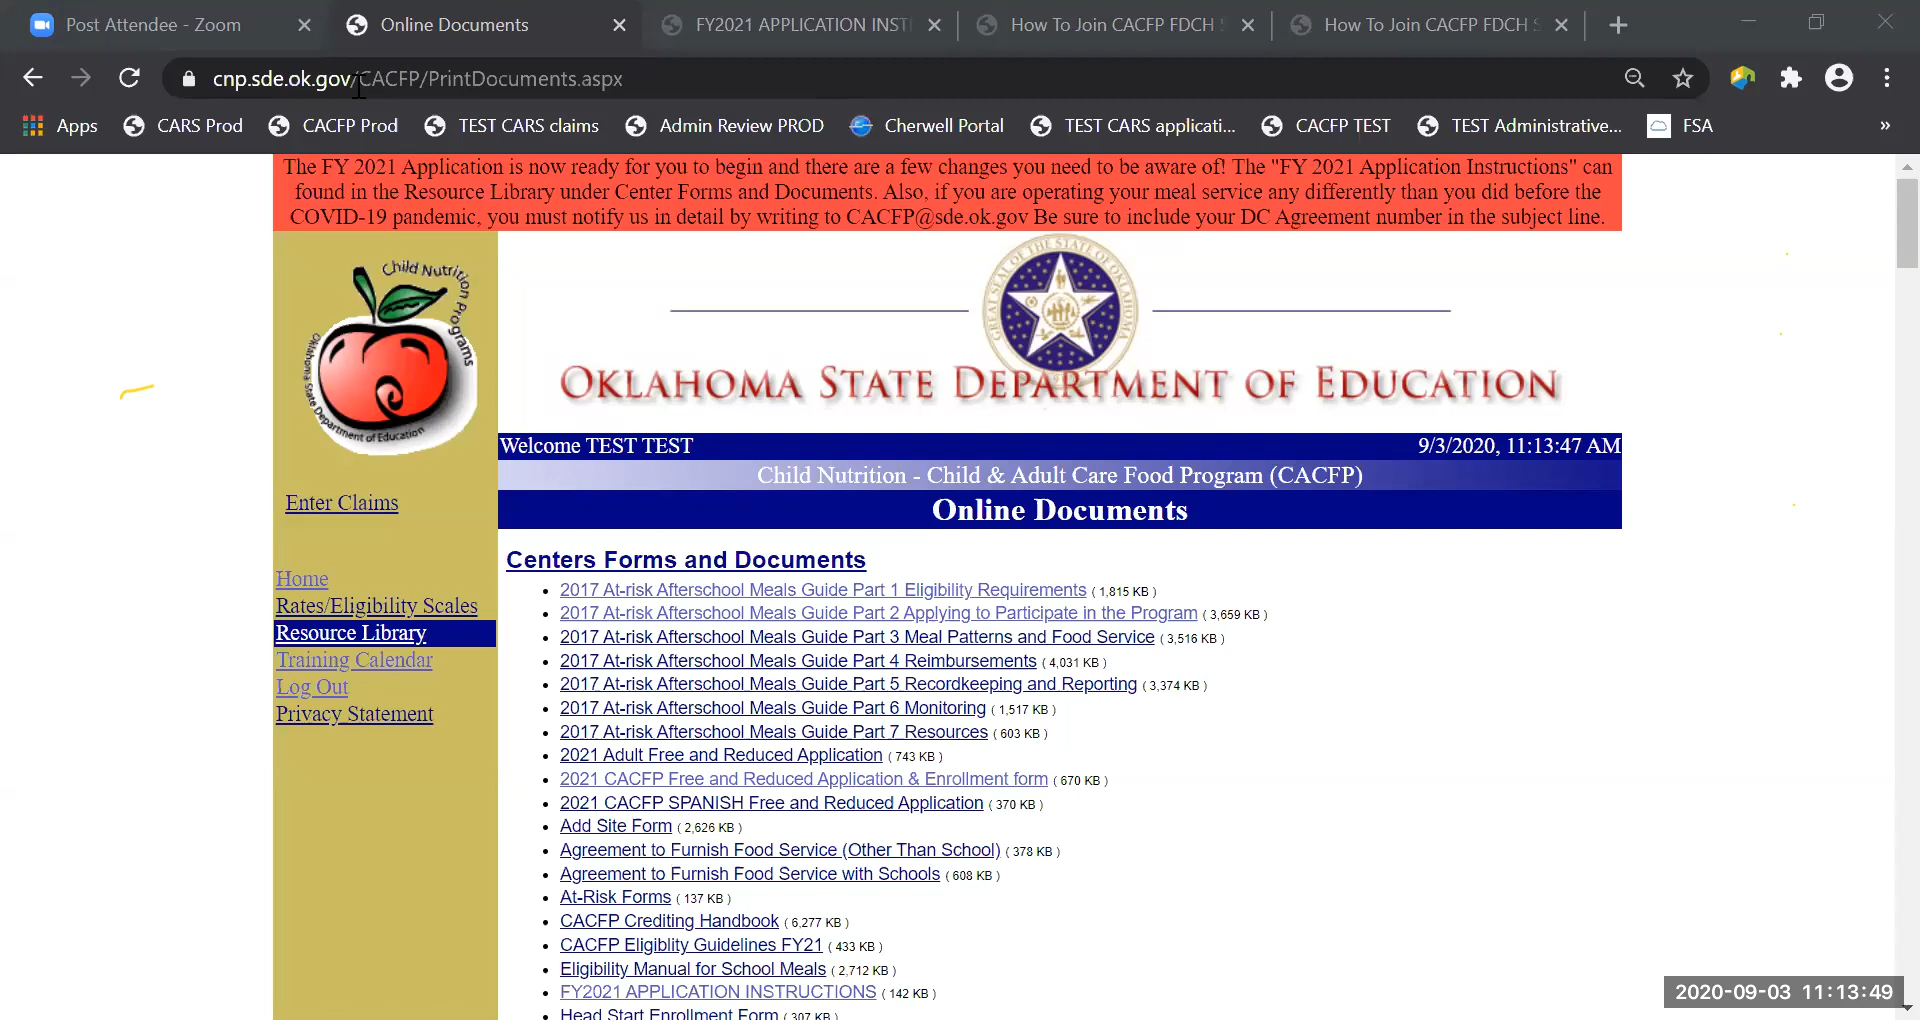 Post Attendee - Zoom
Online Documents
FY2021 APPLICATION INST
How To Join CACFP FDCH
How To Join CACFP FDCH
cnp.sde.ok.gov/CACFP/PrintDocuments.aspx
Apps
CARS Prod
CACFP Prod
TEST CARS claims
Admin Review PROD
Cherwell Portal
TEST CARS applicati...
CACFP TEST
TEST Administrative...
FSA
The FY 2021 Application is now ready for you to begin and there are a few changes you need to be aware of! The "FY 2021 Application Instructions" can
found in the Resource Library under Center Forms and Documents. Also, if you are operating your meal service any differently than you did before the
COVID-19 pandemic, you must notify us in detail by writing to CACFP@sde.ok.gov Be sure to include your DC Agreement number in the subject line.
Child Nutrition Programs
Oklahoma State Department of Education
GREAT SEAL OF THE STATE OF OKLAHOMA
OKLAHOMA STATE DEPARTMENT OF EDUCATION
Welcome TEST TEST
9/3/2020, 11:13:47 AM
Child Nutrition - Child & Adult Care Food Program (CACFP)
Online Documents
Enter Claims
Home
Rates/Eligibility Scales
Resource Library
Training Calendar
Log Out
Privacy Statement
Centers Forms and Documents
2017 At-risk Afterschool Meals Guide Part 1 Eligibility Requirements ( 1,815 KB )
2017 At-risk Afterschool Meals Guide Part 2 Applying to Participate in the Program ( 3,659 KB )
2017 At-risk Afterschool Meals Guide Part 3 Meal Patterns and Food Service ( 3,516 KB )
2017 At-risk Afterschool Meals Guide Part 4 Reimbursements ( 4,031 KB )
2017 At-risk Afterschool Meals Guide Part 5 Recordkeeping and Reporting ( 3,374 KB )
2017 At-risk Afterschool Meals Guide Part 6 Monitoring ( 1,517 KB )
2017 At-risk Afterschool Meals Guide Part 7 Resources ( 603 KB )
2021 Adult Free and Reduced Application ( 743 KB )
2021 CACFP Free and Reduced Application & Enrollment form ( 670 KB )
2021 CACFP SPANISH Free and Reduced Application ( 370 KB )
Add Site Form ( 2,626 KB )
Agreement to Furnish Food Service (Other Than School) ( 378 KB )
Agreement to Furnish Food Service with Schools ( 608 KB )
At-Risk Forms ( 137 KB )
CACFP Crediting Handbook ( 6,277 KB )
CACFP Eligiblity Guidelines FY21 ( 433 KB )
Eligibility Manual for School Meals ( 2,712 KB )
FY2021 APPLICATION INSTRUCTIONS ( 142 KB )
Head Start Enrollment Form ( 307 KB )
2020-09-03 11:13:49